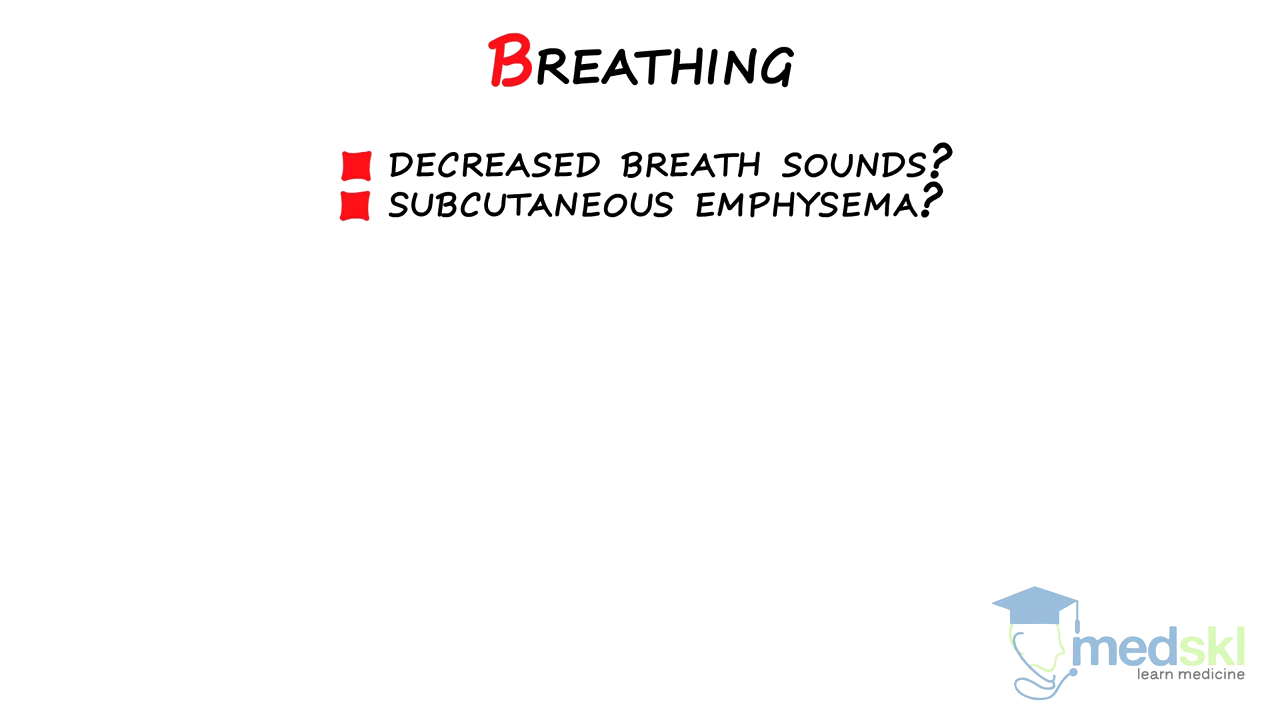 BREATHING
DECREASED BREATH SOUNDS?
SUBCUTANEOUS EMPHYSEMA?
medskl
learn medicine